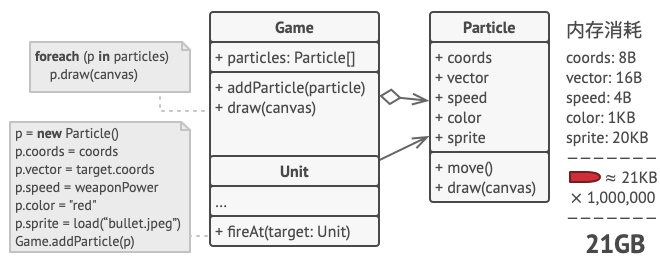 foreach (p in particles)
p.draw(canvas)
p = new Particle()
p.coords = coords
p.vector = target.coords
p.speed = weaponPower
p.color = "red"
p.sprite = load(“bullet.jpeg”)
Game.addParticle(p)
Game
+ particles: Particle[]
+ addParticle(particle)
+ draw(canvas)
Unit
...
+ fireAt(target: Unit)
Particle
+ coords
+ vector
+ speed
+ color
+ sprite
+ move()
+ draw(canvas)
内存消耗
coords: 8B
vector: 16B
speed: 4B
color: 1KB
sprite: 20KB
≈ 21KB
× 1,000,000
21GB